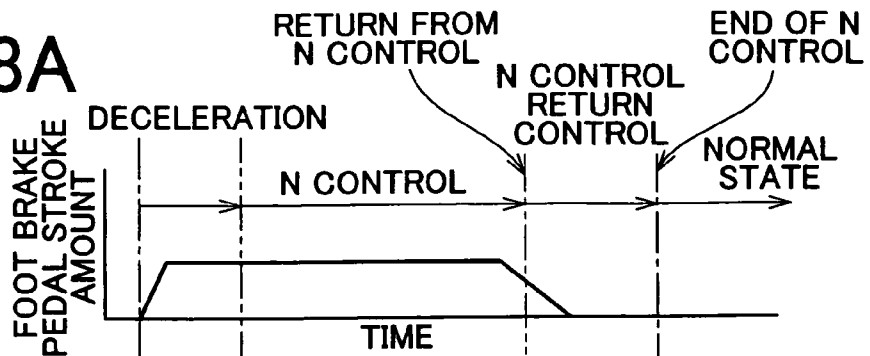 8A
RETURN FROM
N CONTROL
END OF N
CONTROL
N CONTROL
RETURN
CONTROL
DECELERATION
N CONTROL
NORMAL
STATE
FOOT BRAKE
PEDAL STROKE
AMOUNT
TIME